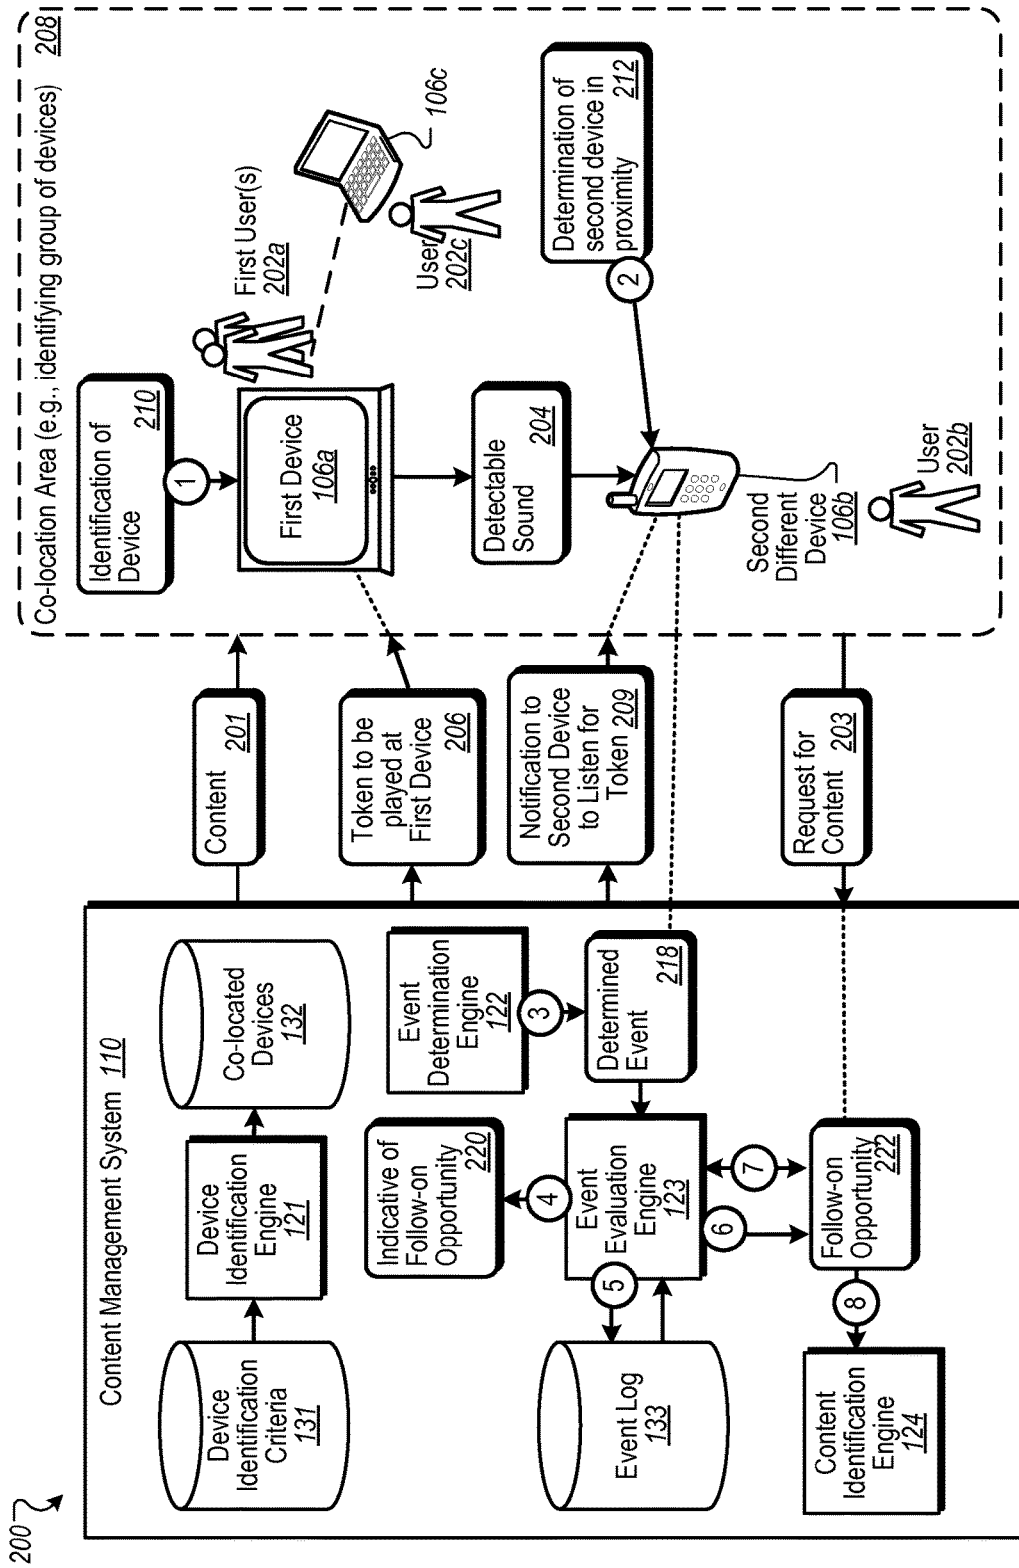 200
Content Management System 110
Device
Identification
Criteria
131
Device
Identification
Engine
121
Co-located
Devices
132
Event Log
133
5
Event
Evaluation
Engine
123
4
Indicative of
Follow-on
Opportunity
220
Event
Determination
Engine
122
3
Determined
Event
218
6
7
Follow-on
Opportunity
222
8
Content
Identification
Engine
124
Content
201
Token to be
played at
First Device
206
Notification to
Second Device
to Listen for
Token 209
Request for
Content
203
Co-location Area (e.g., identifying group of devices) 208
Identification of
Device
210
1
First Device
106a
First User(s)
202a
106c
User
202c
Detectable
Sound
204
Determination of
second device in
proximity
212
2
Second
Different
Device
106b
User
202b